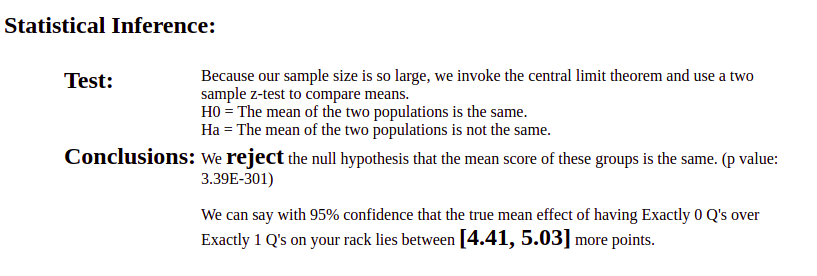 Statistical Inference:
Test:
Because our sample size is so large, we invoke the central limit theorem and use a two
sample z-test to compare means.
H0 = The mean of the two populations is the same.
Ha = The mean of the two populations is not the same.
Conclusions: We reject the null hypothesis that the mean score of these groups is the same. (p value:
3.39E-301)
We can say with 95% confidence that the true mean effect of having Exactly 0 Q's over
Exactly 1 Q's on your rack lies between [4.41, 5.03] more points.